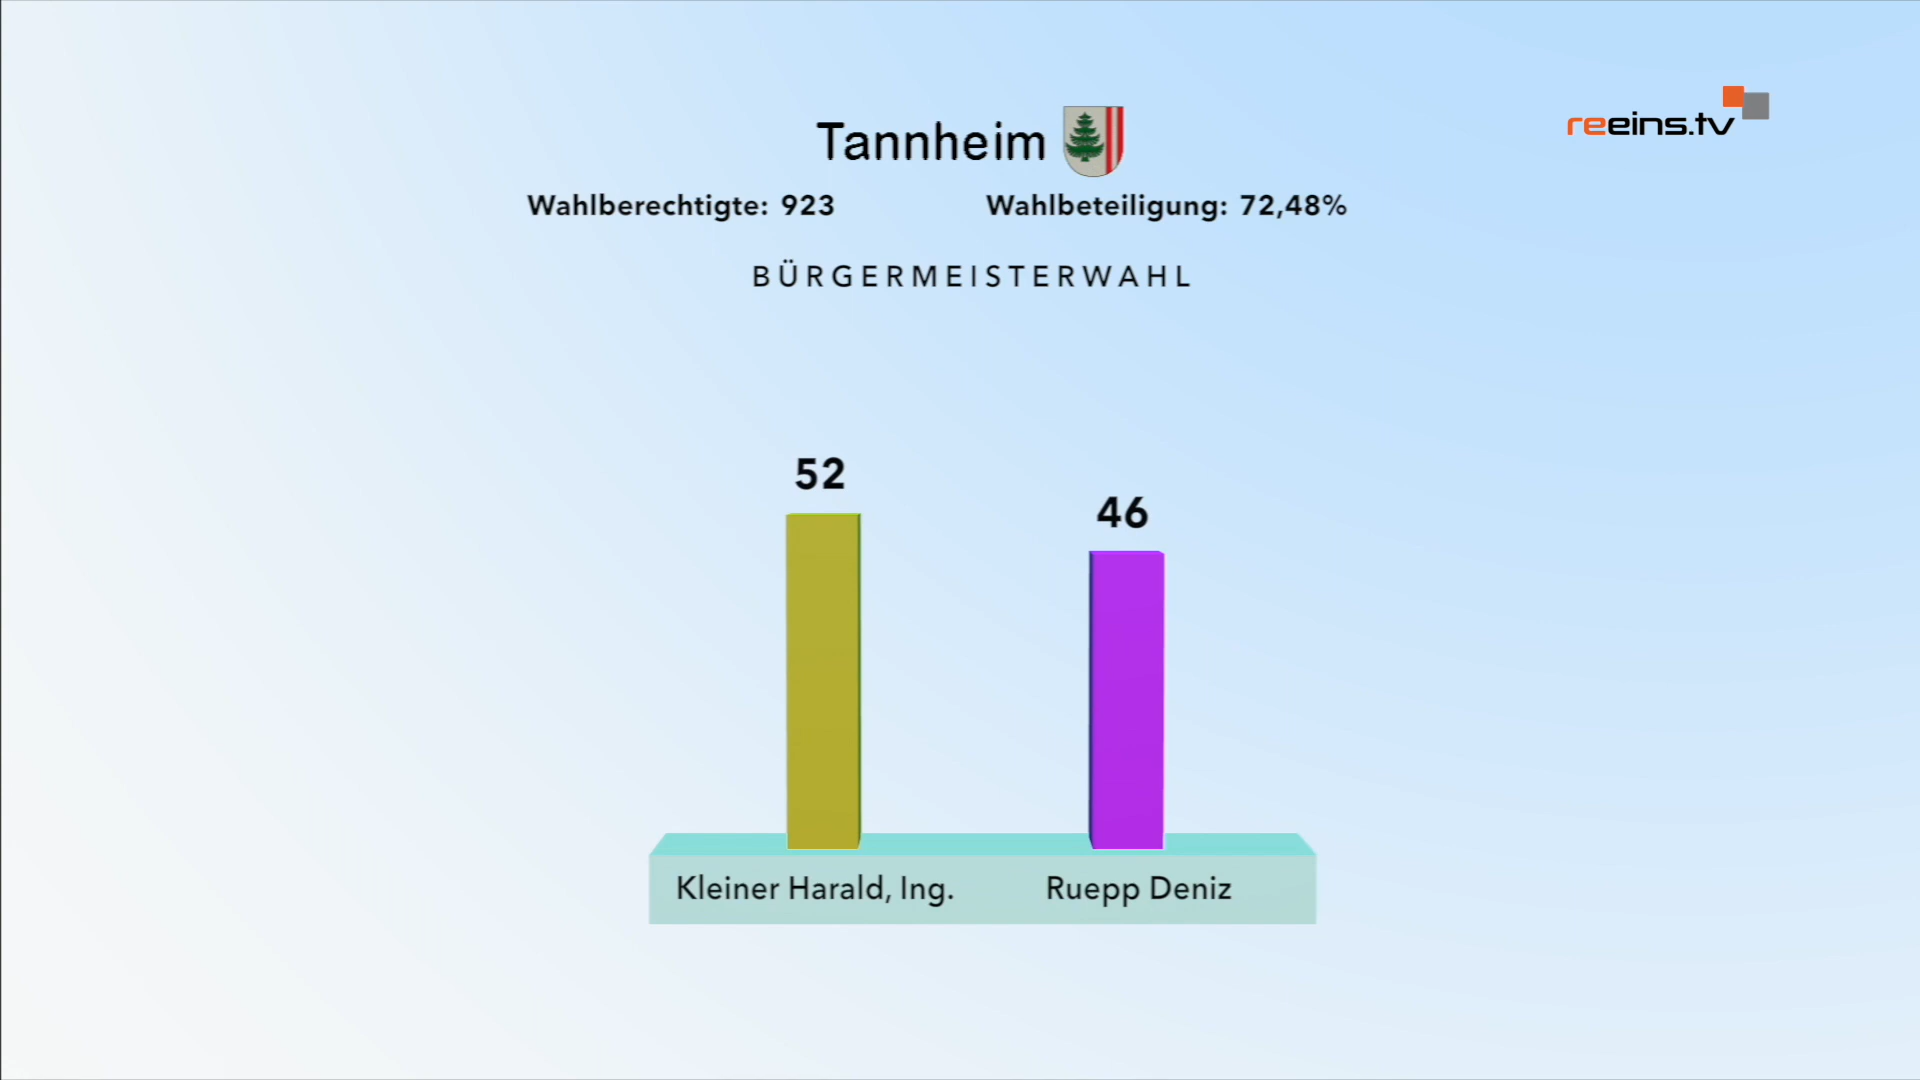 Tannheim
reeins.tv
Wahlberechtigte: 923 Wahlbeteiligung: 72,48%
BÜRGERMEISTERWAHL
52
46
Kleiner Harald, Ing. Ruepp Deniz